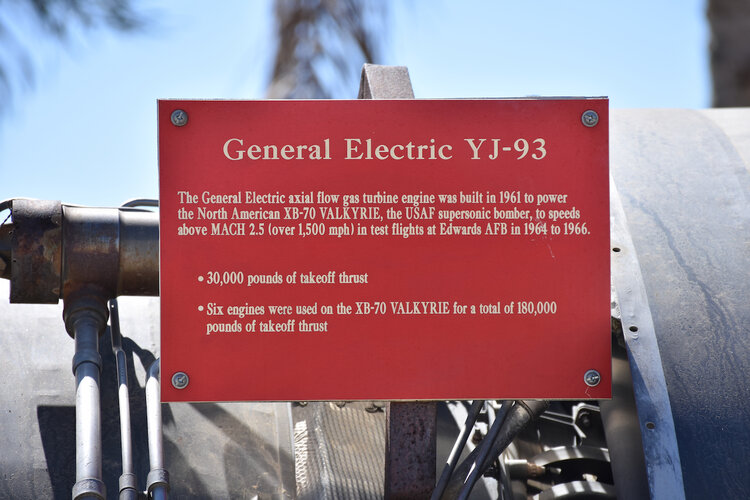 General Electric YJ-93
The General Electric axial flow gas turbine engine was built in 1961 to power
the North American XB-70 VALKYRIE, the USAF supersonic bomber, to speeds
above MACH 2.5 (over 1,500 mph) in test flights at Edwards AFB in 1964 to 1966.
• 30,000 pounds of takeoff thrust
• Six engines were used on the XB-70 VALKYRIE for a total of 180,000
pounds of takeoff thrust